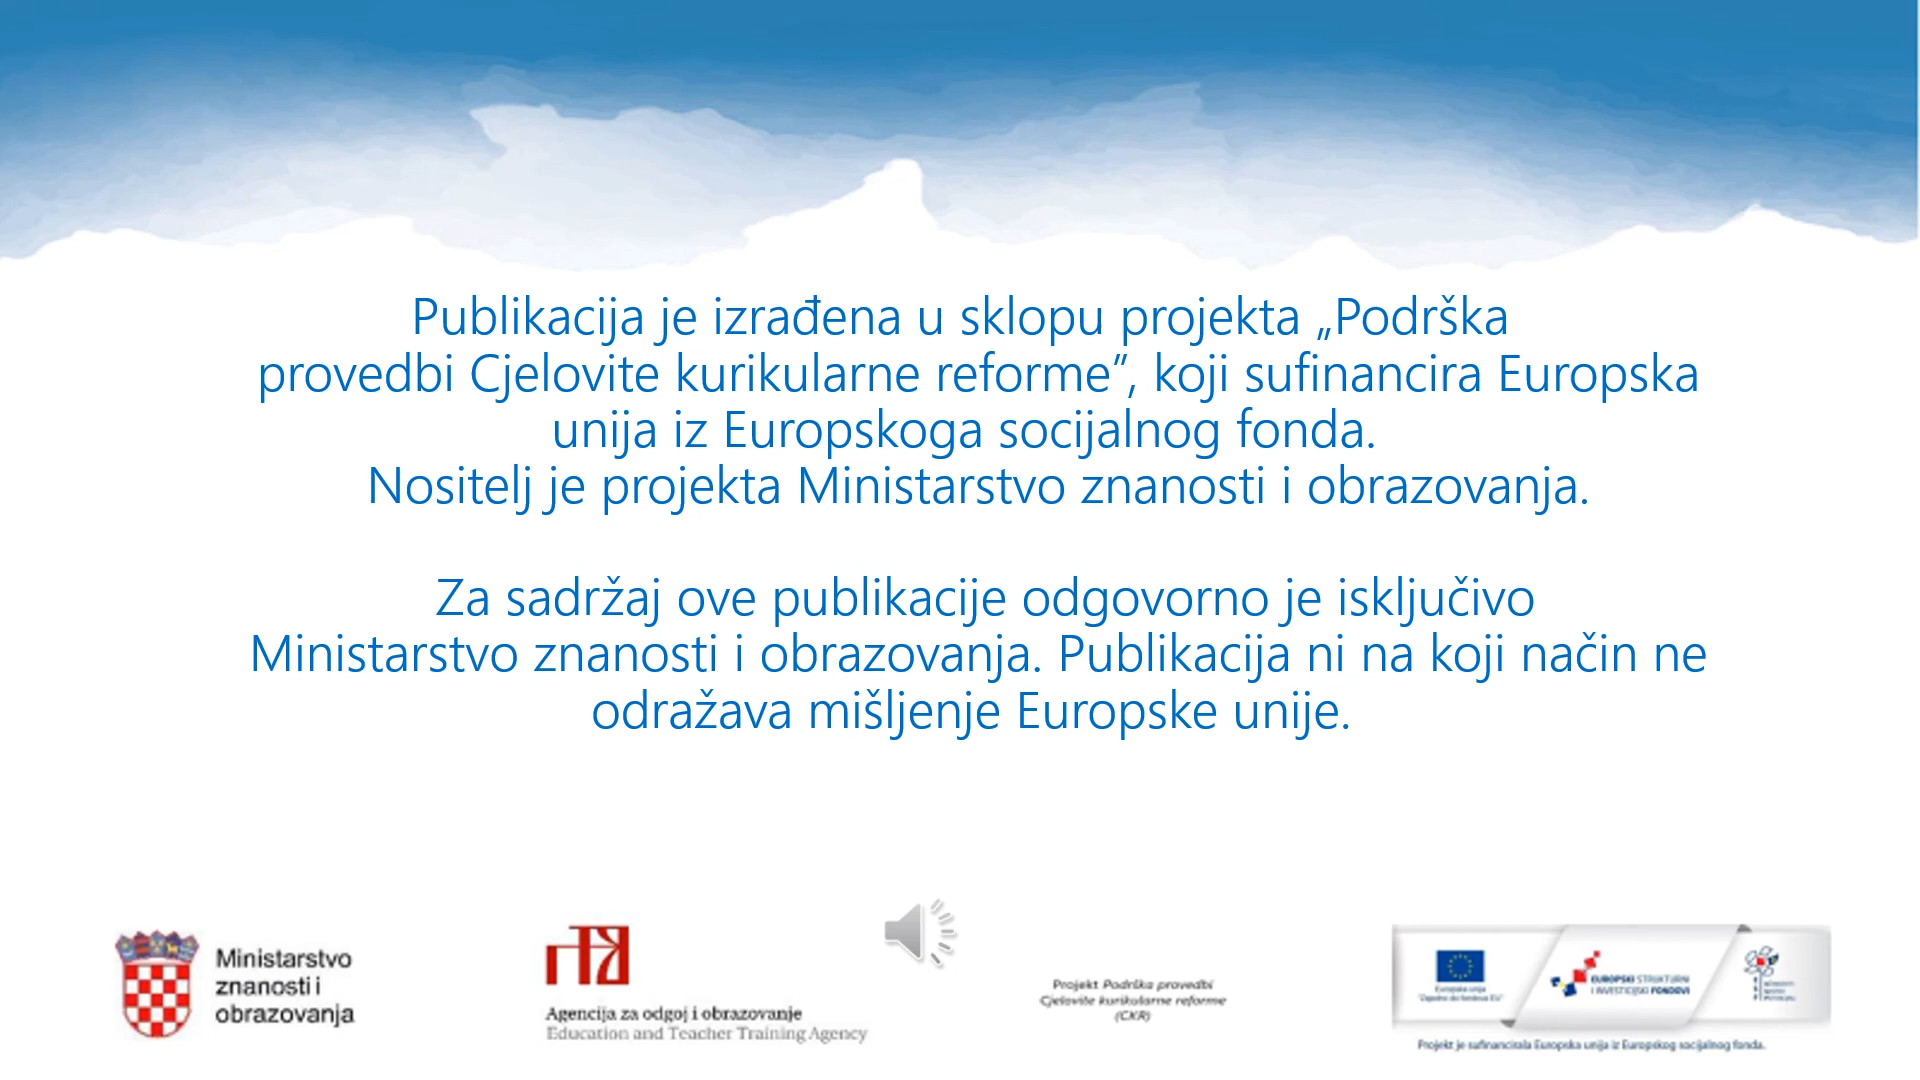 Publikacija je izrađena u sklopu projekta „Podrška
provedbi Cjelovite kurikularne reforme”, koji sufinancira Europska
unija iz Europskoga socijalnog fonda.
Nositelj je projekta Ministarstvo znanosti i obrazovanja.
Za sadržaj ove publikacije odgovorno je isključivo
Ministarstvo znanosti i obrazovanja. Publikacija ni na koji način ne
odražava mišljenje Europske unije.
Ministarstvo
znanosti i
obrazovanja
Agencija za odgoj i obrazovanje
Education and Teacher Training Agency
Projekt Podrška provedbi
Cjelovite kurikularne reforme
(CKR)
Europska unija
EUROPSKI STRUKTURNI
I INVESTICIJSKI FONDOVI
Projekt je sufinancirala Europska unija iz Europskog socijalnog fonda.